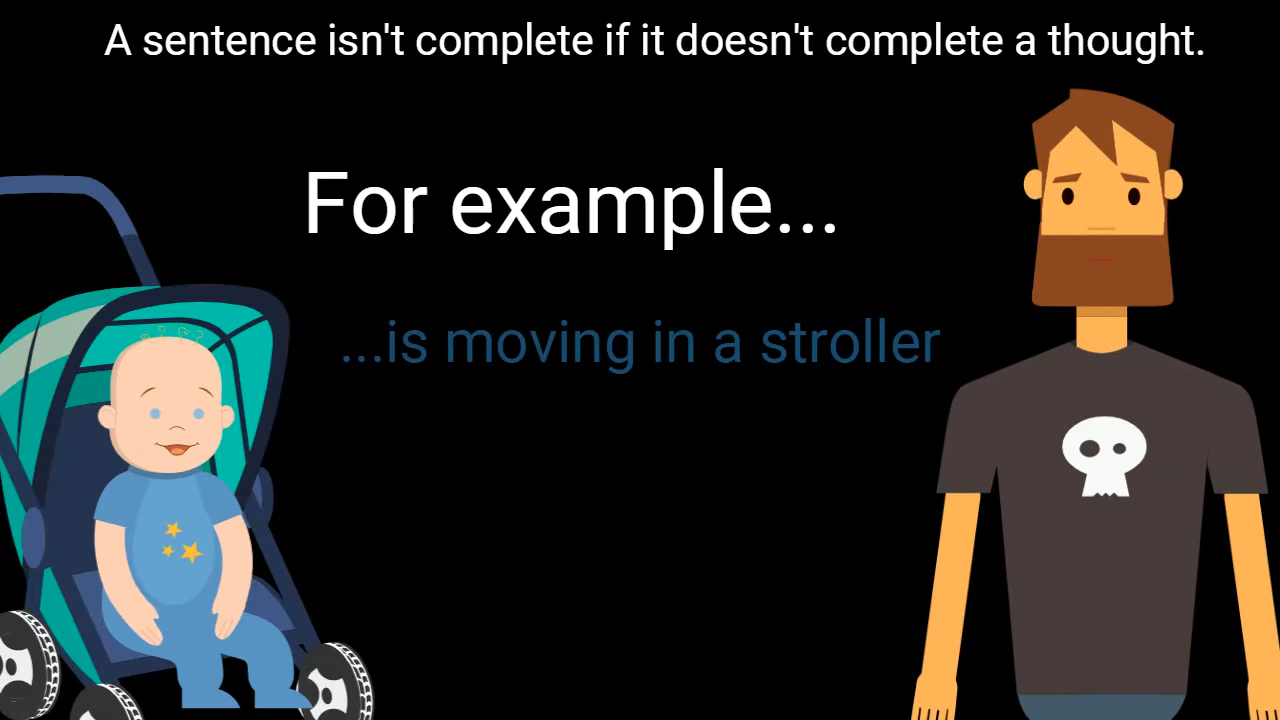 A sentence isn't complete if it doesn't complete a thought.
For example...
...is moving in a stroller